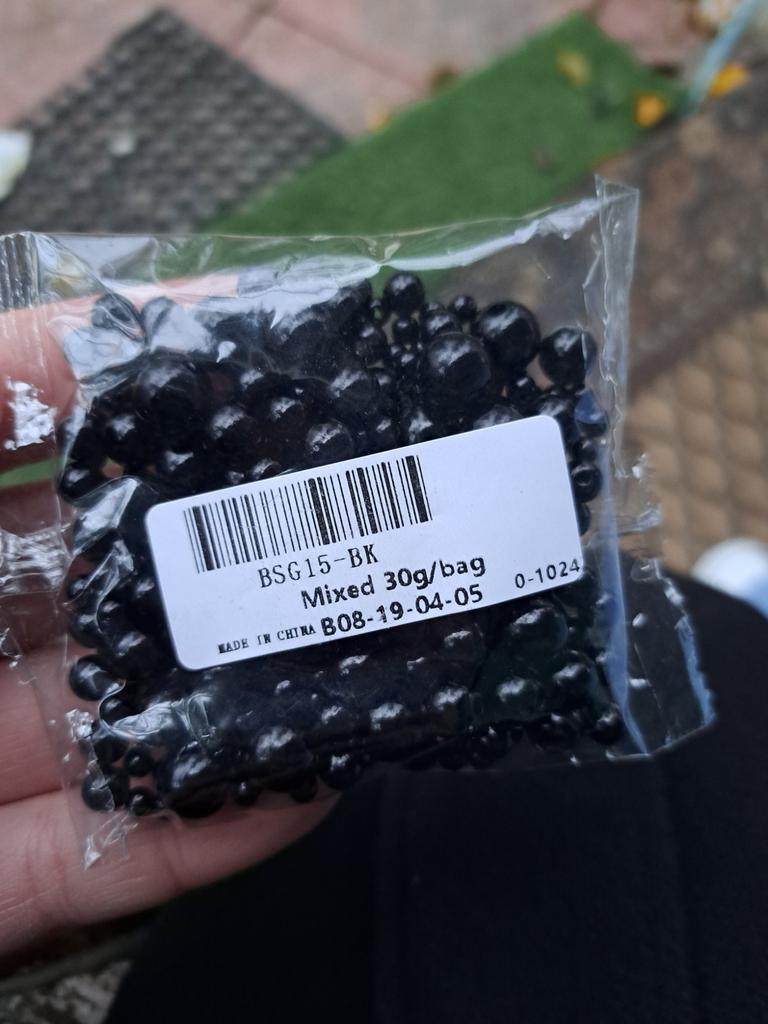 BSG15-BK
Mixed 30g/bag
0-1024
MADE IN CHINA B08-19-04-05